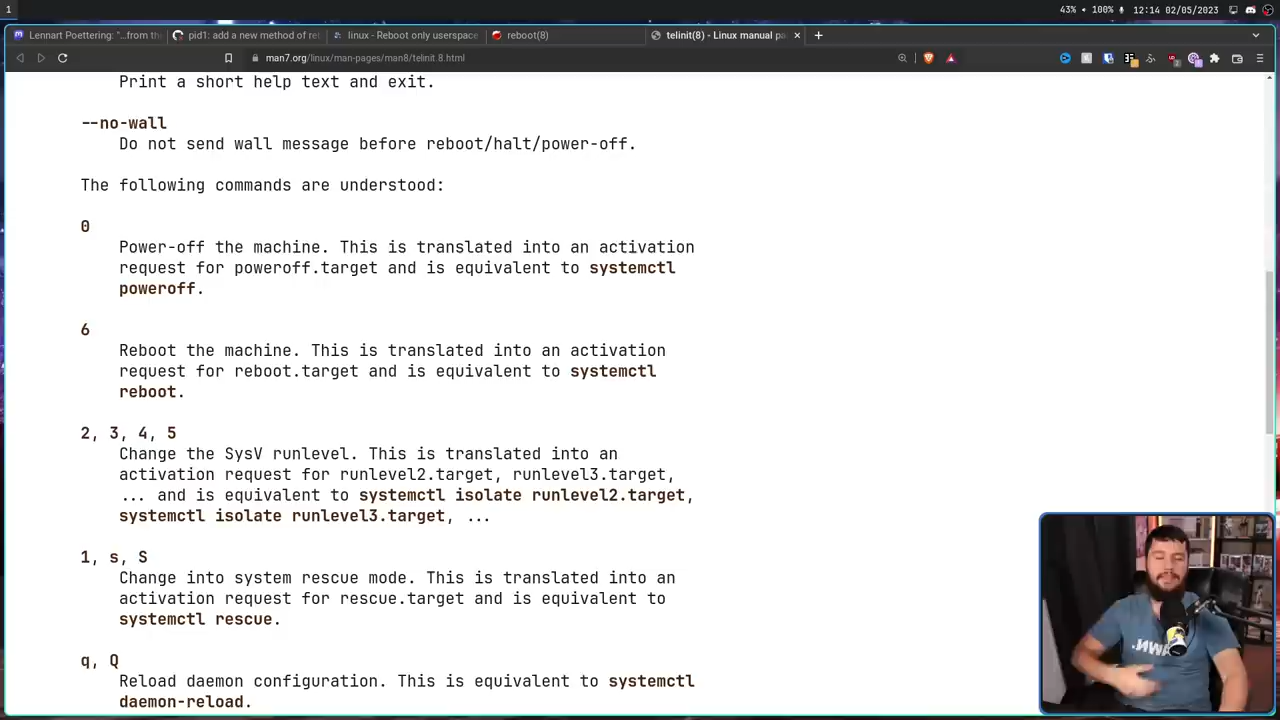 1
43% 100% 12:14 02/05/2023
Lennart Poettering: "...from the
pid1: add a new method of ret
linux - Reboot only userspace
reboot(8)
telinit(8) - Linux manual pa
man7.org/linux/man-pages/man8/telinit.8.html
Print a short help text and exit.
--no-wall
Do not send wall message before reboot/halt/power-off.
The following commands are understood:
0
Power-off the machine. This is translated into an activation
request for poweroff.target and is equivalent to systemctl
poweroff.
6
Reboot the machine. This is translated into an activation
request for reboot.target and is equivalent to systemctl
reboot.
2, 3, 4, 5
Change the SysV runlevel. This is translated into an
activation request for runlevel2.target, runlevel3.target,
... and is equivalent to systemctl isolate runlevel2.target,
systemctl isolate runlevel3.target, ...
1, s, S
Change into system rescue mode. This is translated into an
activation request for rescue.target and is equivalent to
systemctl rescue.
q, Q
Reload daemon configuration. This is equivalent to systemctl
daemon-reload.